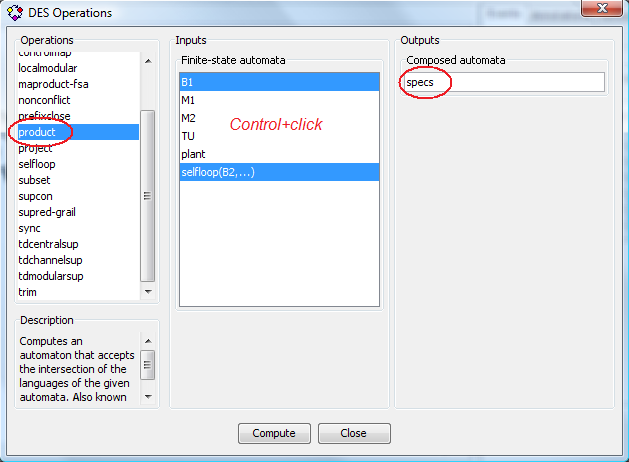 DES Operations
Operations
controlmap
localmodular
maproduct-fsa
nonconflict
prefixclose
product
project
selfloop
subset
supcon
supred-grail
sync
tdcentralsup
tdchannelsup
tdmodularsup
trim
Description
Computes an
automaton that accepts
the intersection of the
languages of the given
automata. Also known
Inputs
Finite-state automata
B1
M1
M2
TU
plant
selfloop(B2,...)
Control+click
Outputs
Composed automata
specs
Compute
Close